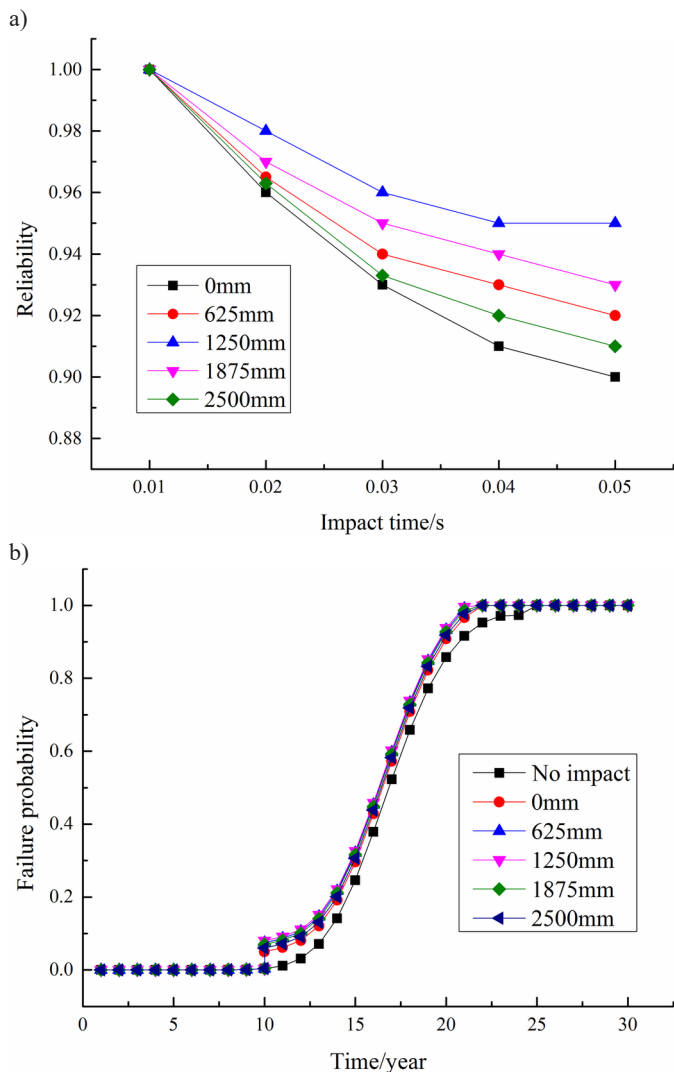 a)
1.00
0.98
0.96
0.94
0.92
0.90
0.88
Reliability
0mm
625mm
1250mm
1875mm
2500mm
0.01 0.02 0.03 0.04 0.05
Impact time/s
b)
1.0
0.8
0.6
0.4
0.2
0.0
Failure probability
No impact
0mm
625mm
1250mm
1875mm
2500mm
0 5 10 15 20 25 30
Time/year